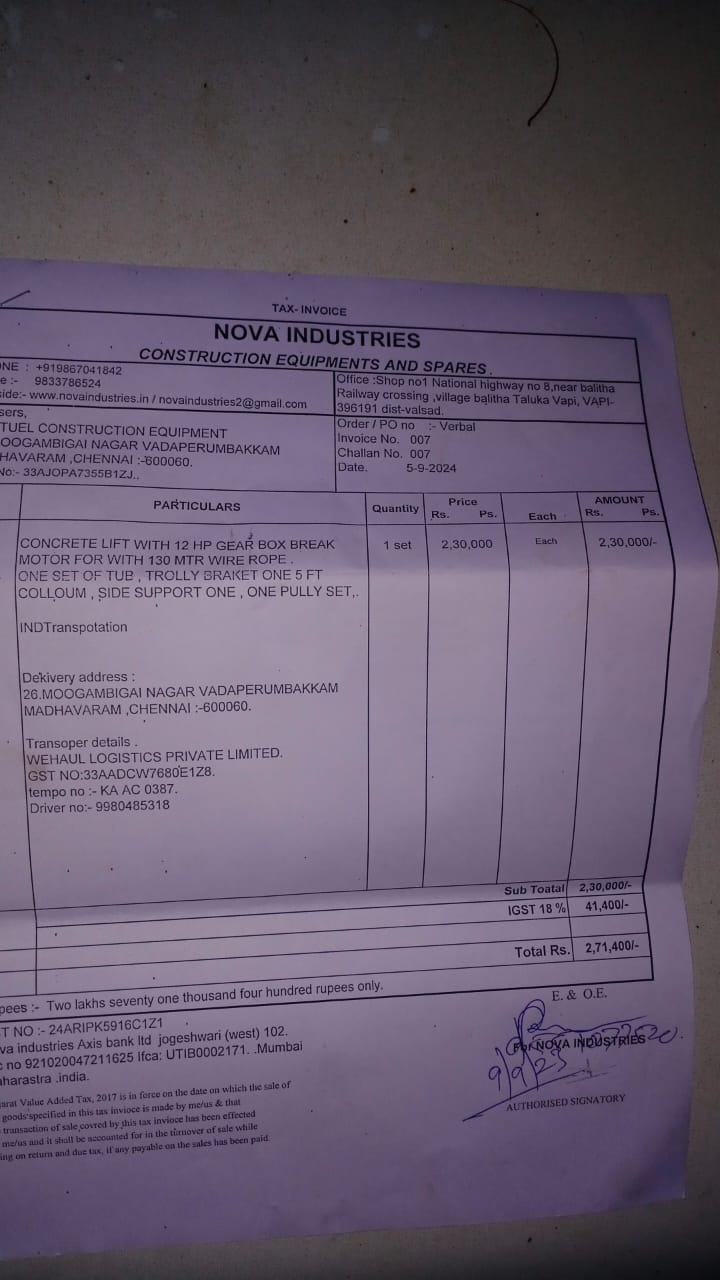 TAX- INVOICE
NOVA INDUSTRIES
CONSTRUCTION EQUIPMENTS AND SPARES .
ONE : +919867041842
e :- 9833786524
side:- www.novaindustries.in / novaindustries2@gmail.com
Office :Shop no1 National highway no 8,near balitha
Railway crossing ,village balitha Taluka Vapi, VAPI-
396191 dist-valsad.
sers,
TUEL CONSTRUCTION EQUIPMENT
OOGAMBIGAI NAGAR VADAPERUMBAKKAM
HAVARAM ,CHENNAI :-600060.
No:- 33AJOPA7355B1ZJ..
Order / PO no :- Verbal
Invoice No. 007
Challan No. 007
Date. 5-9-2024
PARTICULARS Quantity Price Rs. Ps. Each AMOUNT Rs. Ps.
CONCRETE LIFT WITH 12 HP GEAR BOX BREAK 1 set 2,30,000 Each 2,30,000/-
MOTOR FOR WITH 130 MTR WIRE ROPE .
ONE SET OF TUB , TROLLY BRAKET ONE 5 FT
COLLOUM , SIDE SUPPORT ONE , ONE PULLY SET,.
INDTranspotation
Dekivery address :
26.MOOGAMBIGAI NAGAR VADAPERUMBAKKAM
MADHAVARAM ,CHENNAI :-600060.
Transoper details .
WEHAUL LOGISTICS PRIVATE LIMITED.
GST NO:33AADCW7680E1Z8.
tempo no :- KA AC 0387.
Driver no:- 9980485318
Sub Toatal 2,30,000/-
IGST 18 % 41,400/-
Total Rs. 2,71,400/-
pees :- Two lakhs seventy one thousand four hundred rupees only.
E. & O.E.
T NO :- 24ARIPK5916C1Z1
va industries Axis bank ltd jogeshwari (west) 102.
c no 921020047211625 Ifca: UTIB0002171. .Mumbai
aharastra .india.
For NOVA INDUSTRIES
9/9/23
AUTHORISED SIGNATORY
arat Value Added Tax, 2017 is in force on the date on which the sale of
goods specified in this tax invioce is made by me/us & that
transaction of sale covred by this tax invioce has been effected
me/us and it shall be accounted for in the turnover of sale while
ing on return and due tax, if any payable on the sales has been paid